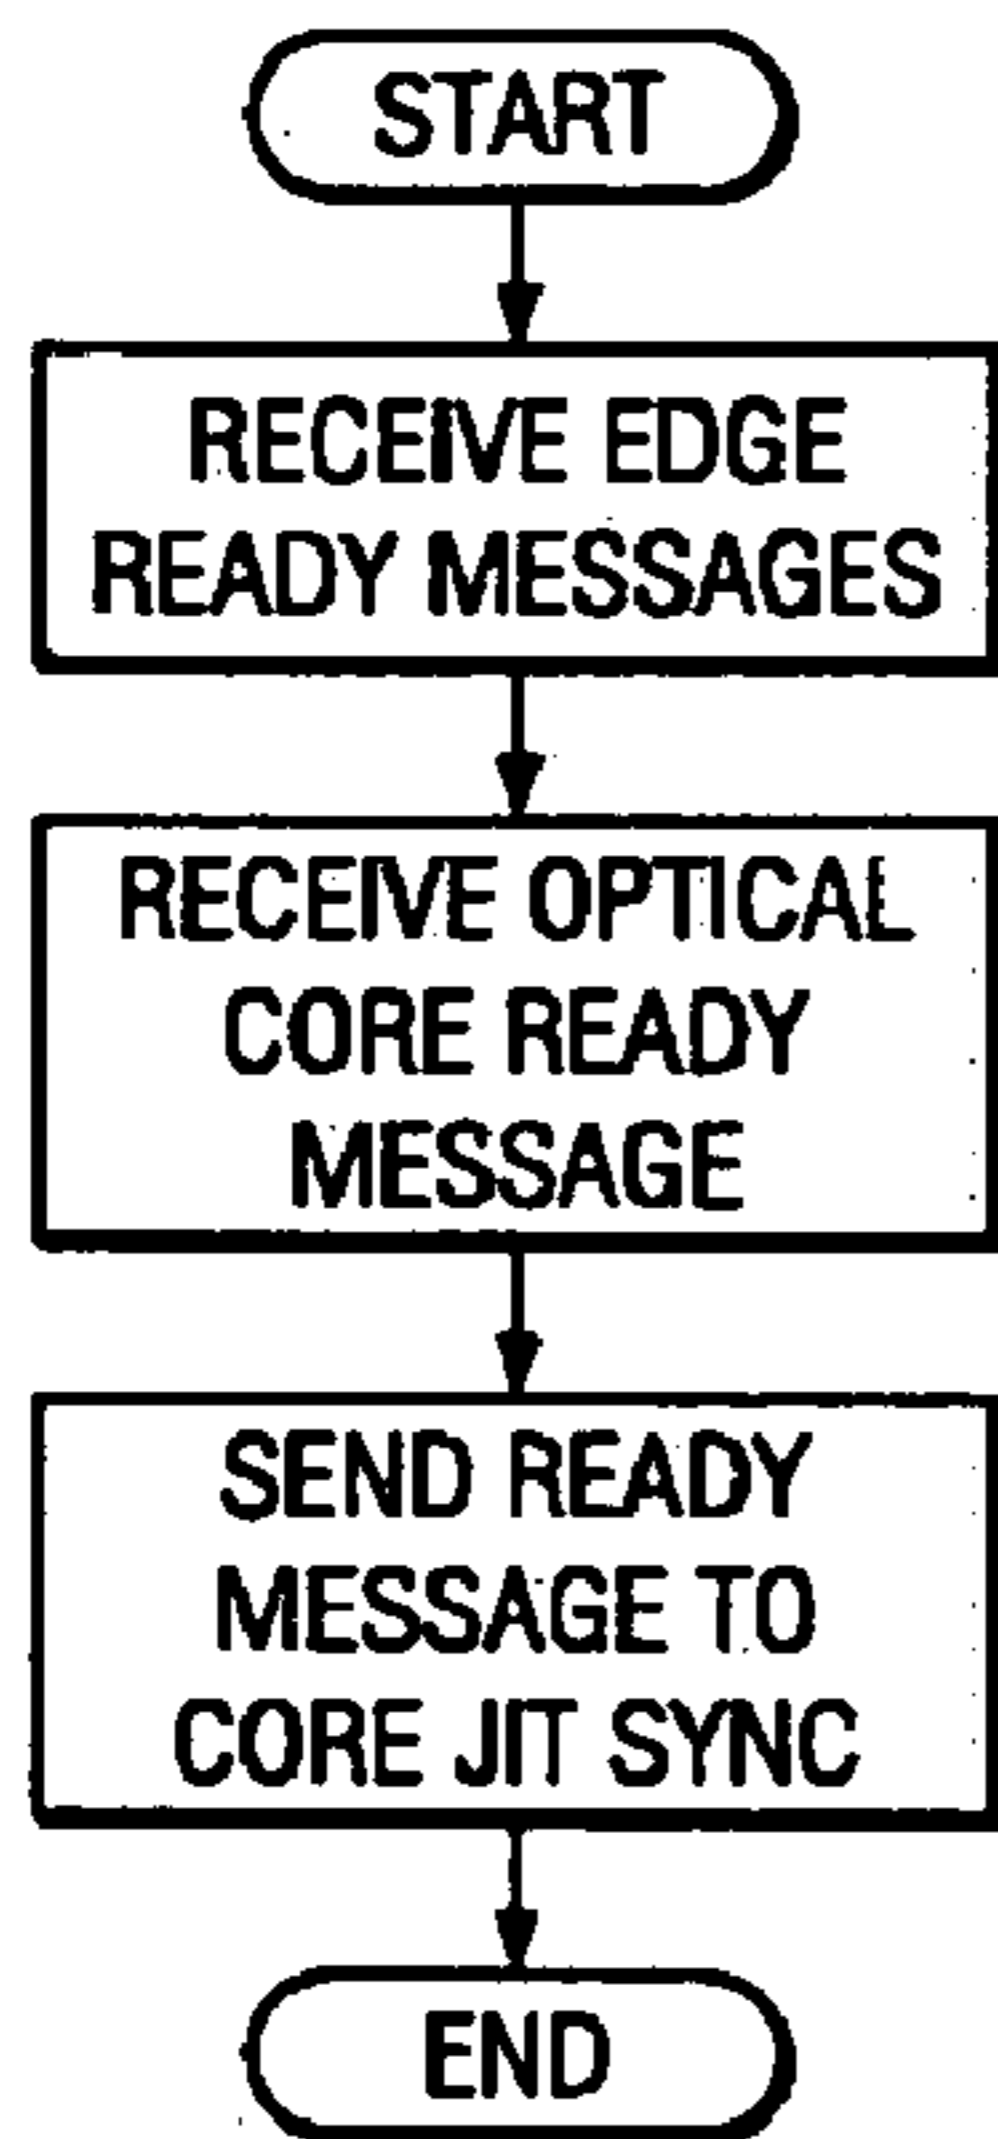 START
RECEIVE EDGE
READY MESSAGES
RECEIVE OPTICAL
CORE READY
MESSAGE
SEND READY
MESSAGE TO
CORE JIT SYNC
END